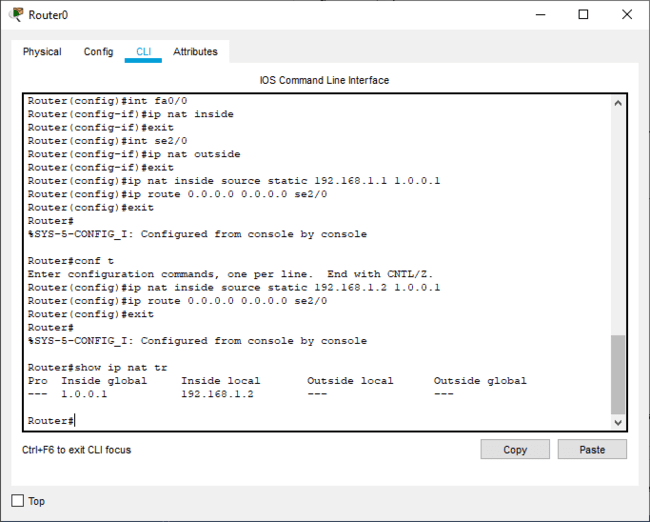 Router0
Physical Config CLI Attributes
IOS Command Line Interface
Router(config)#int fa0/0
Router(config-if)#ip nat inside
Router(config-if)#exit
Router(config)#int se2/0
Router(config-if)#ip nat outside
Router(config-if)#exit
Router(config)#ip nat inside source static 192.168.1.1 1.0.0.1
Router(config)#ip route 0.0.0.0 0.0.0.0 se2/0
Router(config)#exit
Router#
%SYS-5-CONFIG_I: Configured from console by console
Router#conf t
Enter configuration commands, one per line.  End with CNTL/Z.
Router(config)#ip nat inside source static 192.168.1.2 1.0.0.1
Router(config)#ip route 0.0.0.0 0.0.0.0 se2/0
Router(config)#exit
Router#
%SYS-5-CONFIG_I: Configured from console by console
Router#show ip nat tr
Pro  Inside global     Inside local       Outside local      Outside global
---  1.0.0.1           192.168.1.2        ---                ---
Router#
Ctrl+F6 to exit CLI focus
Copy Paste
Top